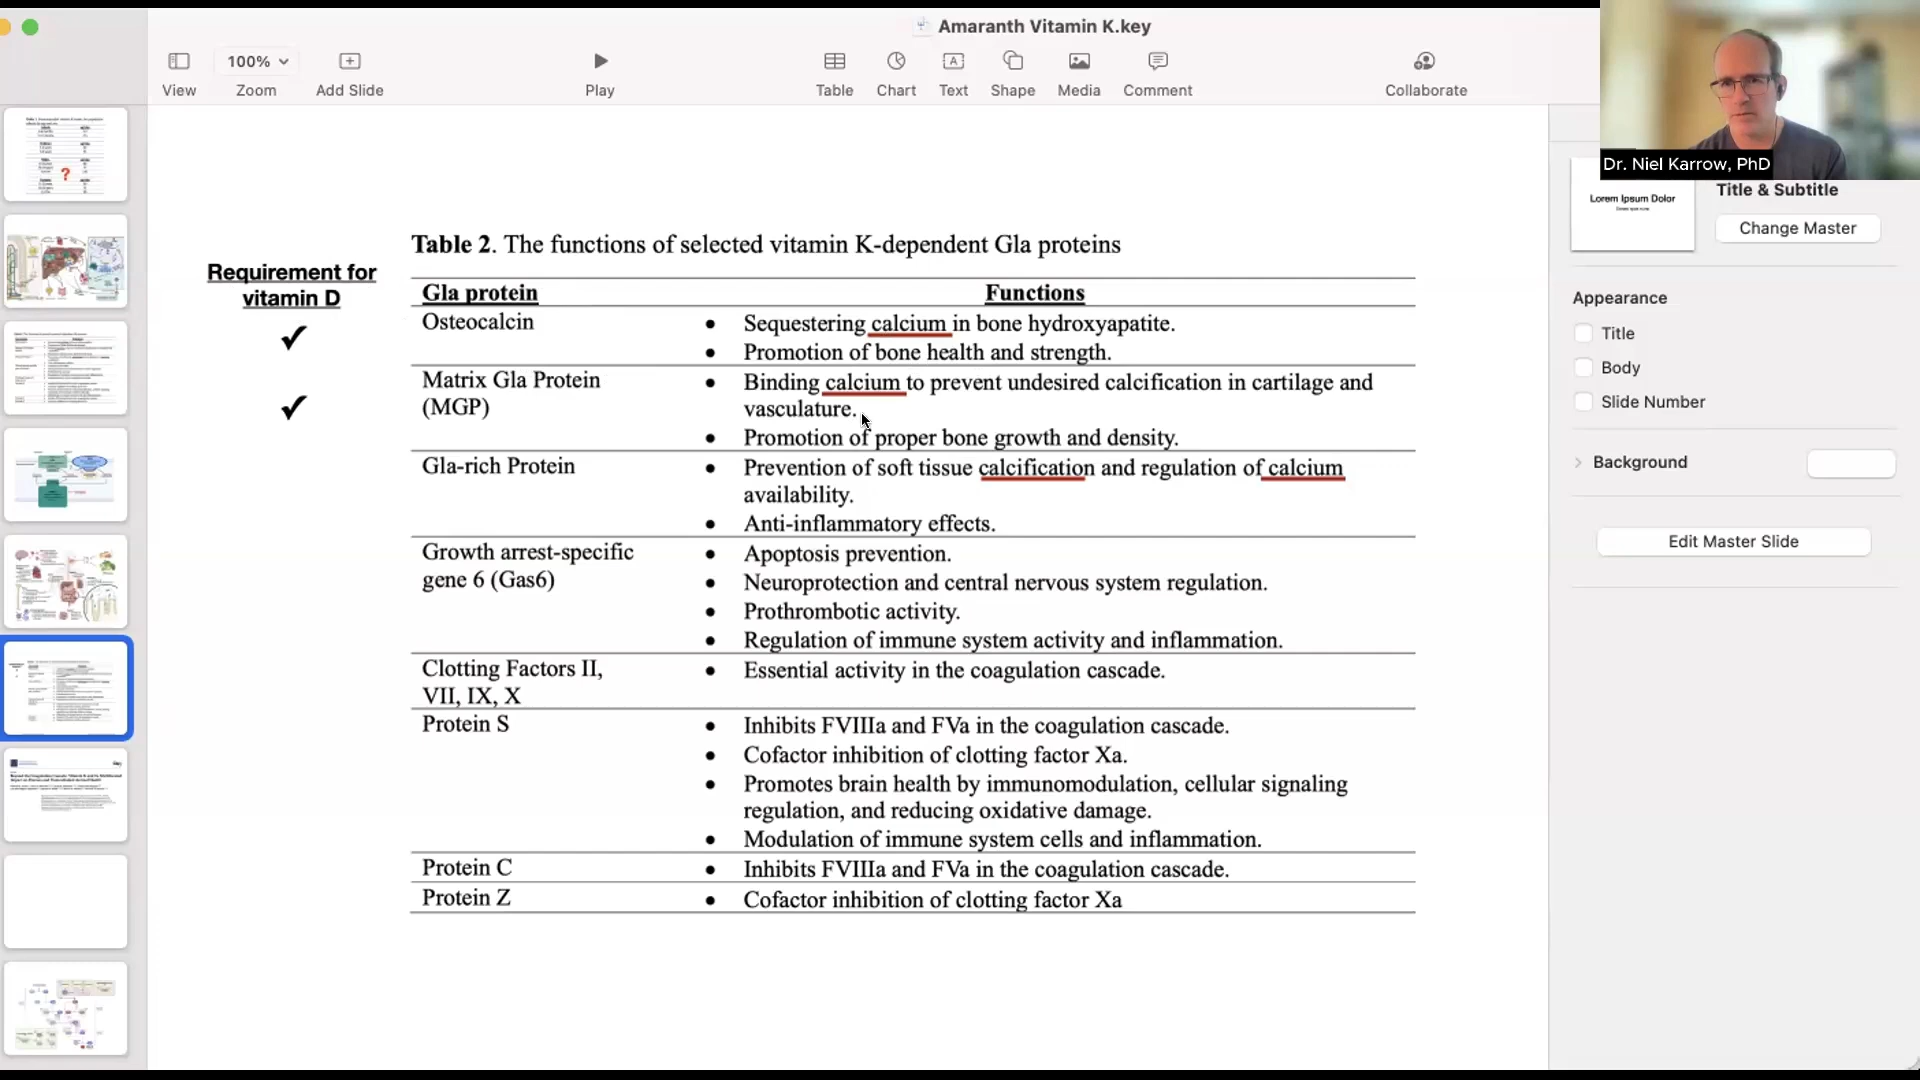 Amaranth Vitamin K.key
100%
View
Zoom
Add Slide
Play
Table
Chart
Text
Shape
Media
Comment
Collaborate
Dr. Niel Karrow, PhD
Lorem Ipsum Dolor
Title & Subtitle
Change Master
Appearance
Title
Body
Slide Number
Background
Edit Master Slide
?
Table 2. The functions of selected vitamin K-dependent Gla proteins
Requirement for
vitamin D
Gla protein
Functions
Osteocalcin
• Sequestering calcium in bone hydroxyapatite.
• Promotion of bone health and strength.
Matrix Gla Protein
(MGP)
• Binding calcium to prevent undesired calcification in cartilage and
vasculature.
• Promotion of proper bone growth and density.
Gla-rich Protein
• Prevention of soft tissue calcification and regulation of calcium
availability.
• Anti-inflammatory effects.
Growth arrest-specific
gene 6 (Gas6)
• Apoptosis prevention.
• Neuroprotection and central nervous system regulation.
• Prothrombotic activity.
• Regulation of immune system activity and inflammation.
Clotting Factors II,
VII, IX, X
• Essential activity in the coagulation cascade.
Protein S
• Inhibits FVIIIa and FVa in the coagulation cascade.
• Cofactor inhibition of clotting factor Xa.
• Promotes brain health by immunomodulation, cellular signaling
regulation, and reducing oxidative damage.
• Modulation of immune system cells and inflammation.
Protein C
• Inhibits FVIIIa and FVa in the coagulation cascade.
Protein Z
• Cofactor inhibition of clotting factor Xa